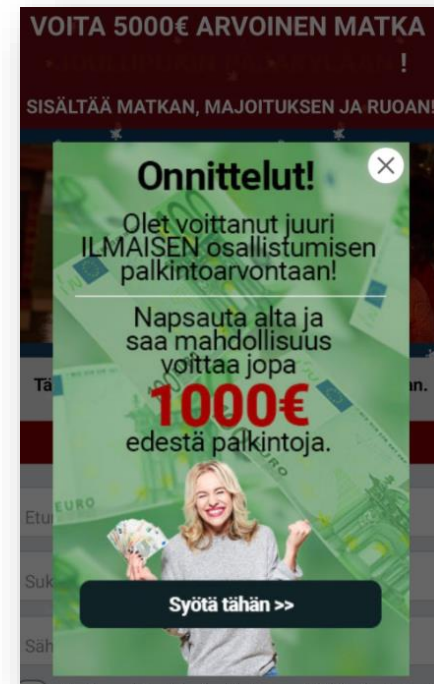 VOITA 5000€ ARVOINEN MATKA
!
SISÄLTÄÄ MATKAN, MAJOITUKSEN JA RUOAN!
Onnittelut!
Olet voittanut juuri
ILMAISEN osallistumisen
palkintoarvontaan!
Napsauta alta ja
saa mahdollisuus
voittaa jopa
1000€
edestä palkintoja.
EURO
Syötä tähän >>